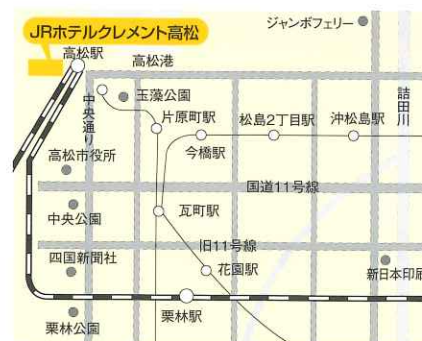 ジャンボフェリー
JRホテルクレメント高松
高松駅
高松港
中央通り
玉藻公園
片原町駅
今橋駅
松島2丁目駅
沖松島駅
詰田川
高松市役所
国道11号線
中央公園
瓦町駅
旧11号線
四国新聞社
花園駅
新日本印刷
栗林駅
栗林公園